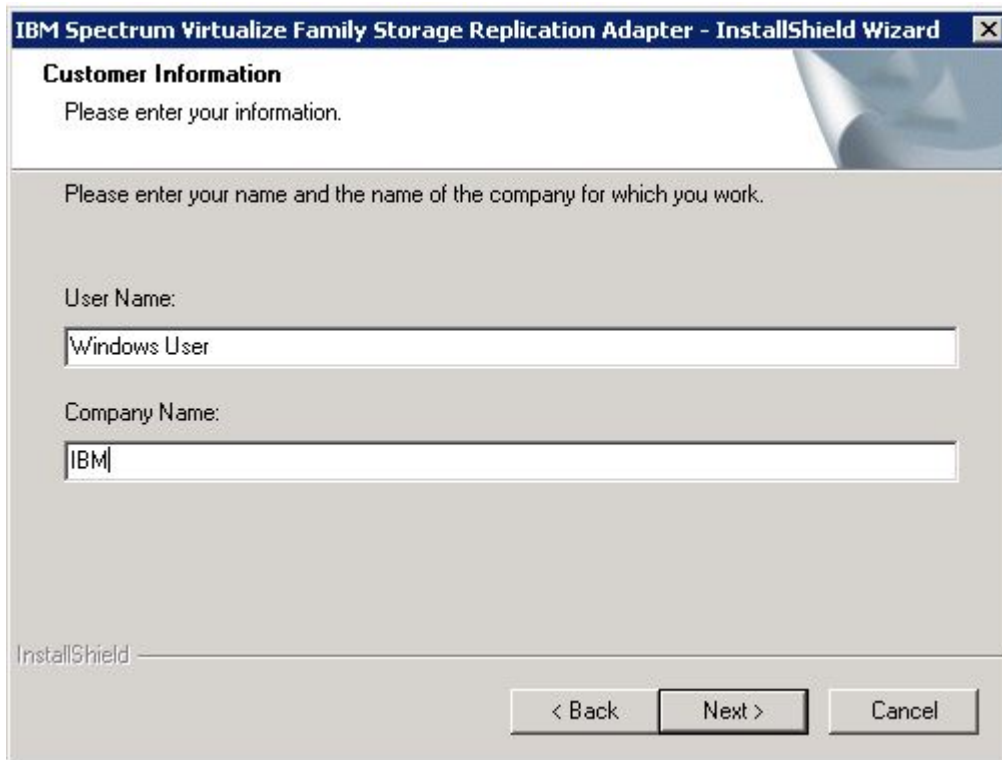 IBM Spectrum Virtualize Family Storage Replication Adapter - InstallShield Wizard
Customer Information
Please enter your information.
Please enter your name and the name of the company for which you work.
User Name:
Windows User
Company Name:
IBM
InstallShield
< Back Next > Cancel